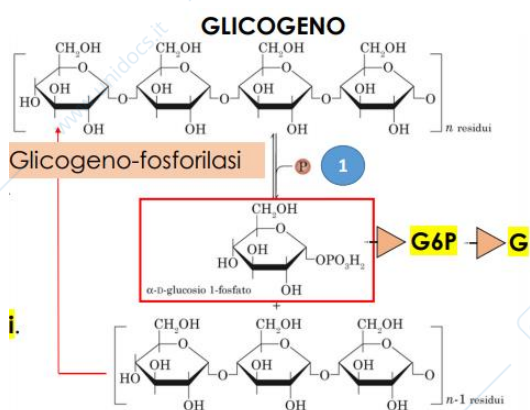 GLICOGENO
CH₂OH CH₂OH CH₂OH CH₂OH
O O O O
OH OH OH OH
HO O O O O
OH OH OH OH
n residui
Glicogeno-fosforilasi
P
1
CH₂OH
O
OH
HO OPO₃H₂
OH
α-D-glucosio 1-fosfato
G6P
G
+
i.
CH₂OH CH₂OH CH₂OH
O O O
OH OH OH
HO O O O
OH OH OH
n-1 residui